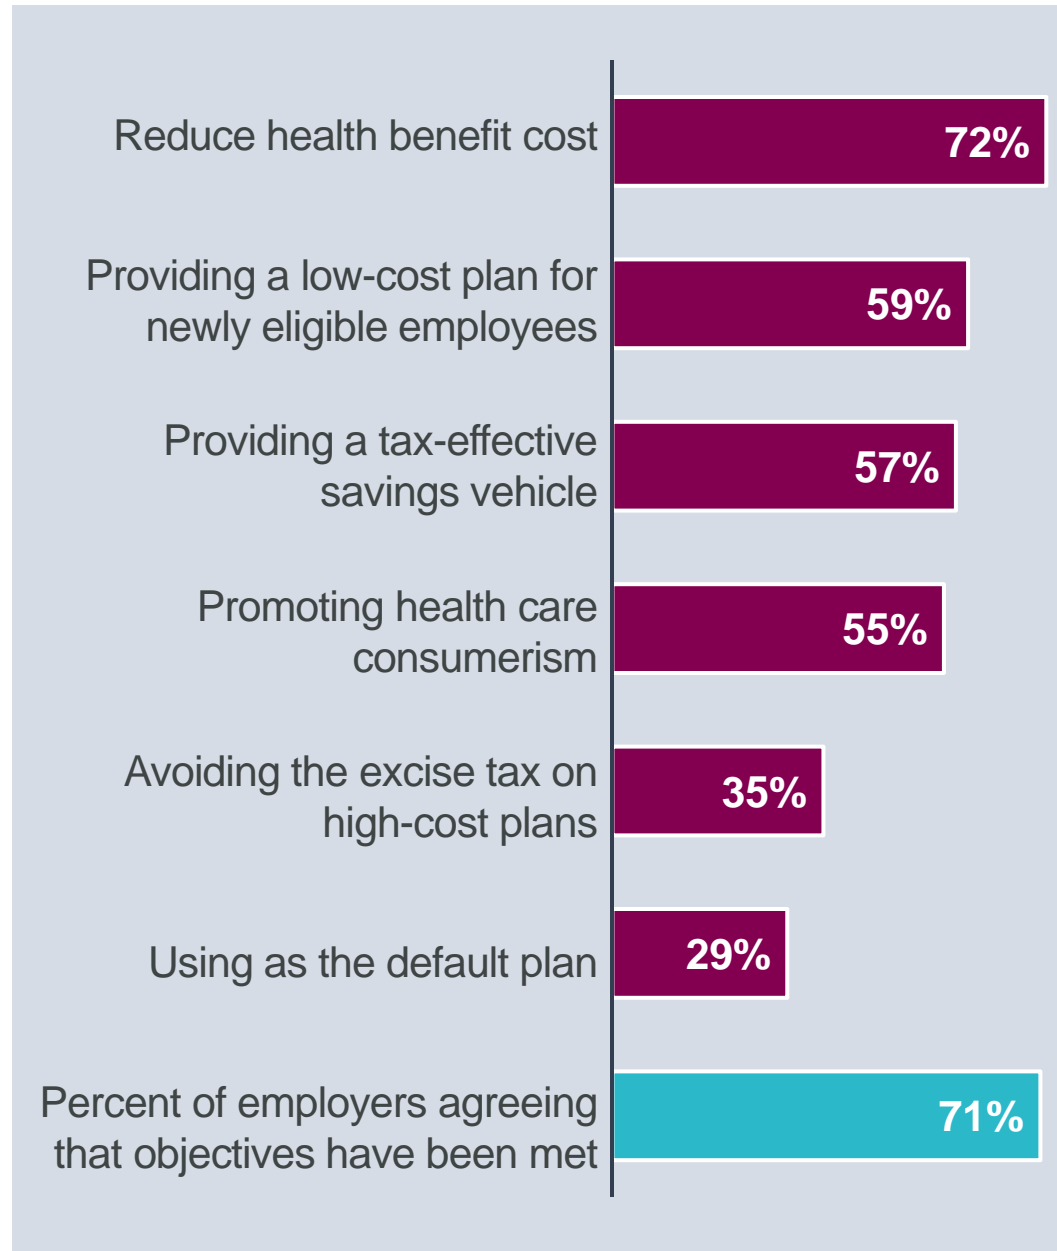 Reduce health benefit cost
72%
Providing a low-cost plan for
newly eligible employees
59%
Providing a tax-effective
savings vehicle
57%
Promoting health care
consumerism
55%
Avoiding the excise tax on
high-cost plans
35%
Using as the default plan
29%
Percent of employers agreeing
that objectives have been met
71%